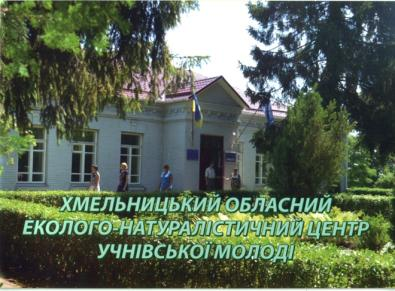 ХМЕЛЬНИЦЬКИЙ ОБЛАСНИЙ
ЕКОЛОГО-НАТУРАЛІСТИЧНИЙ ЦЕНТР
УЧНІВСЬКОЇ МОЛОДІ